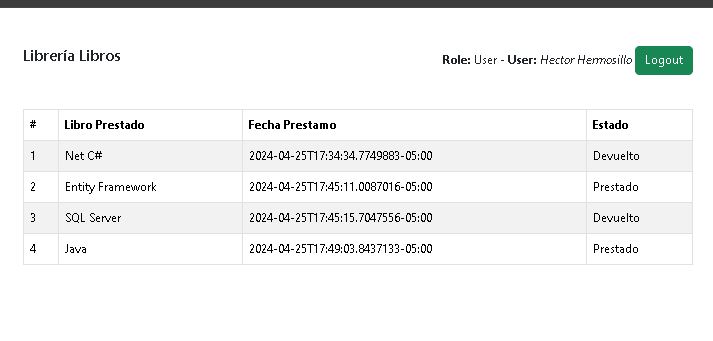 Librería Libros
Role: User - User: Hector Hermosillo Logout
# Libro Prestado Fecha Prestamo Estado
1 Net C# 2024-04-25T17:34:34.7749883-05:00 Devuelto
2 Entity Framework 2024-04-25T17:45:11.0087016-05:00 Prestado
3 SQL Server 2024-04-25T17:45:15.7047556-05:00 Devuelto
4 Java 2024-04-25T17:49:03.8437133-05:00 Prestado